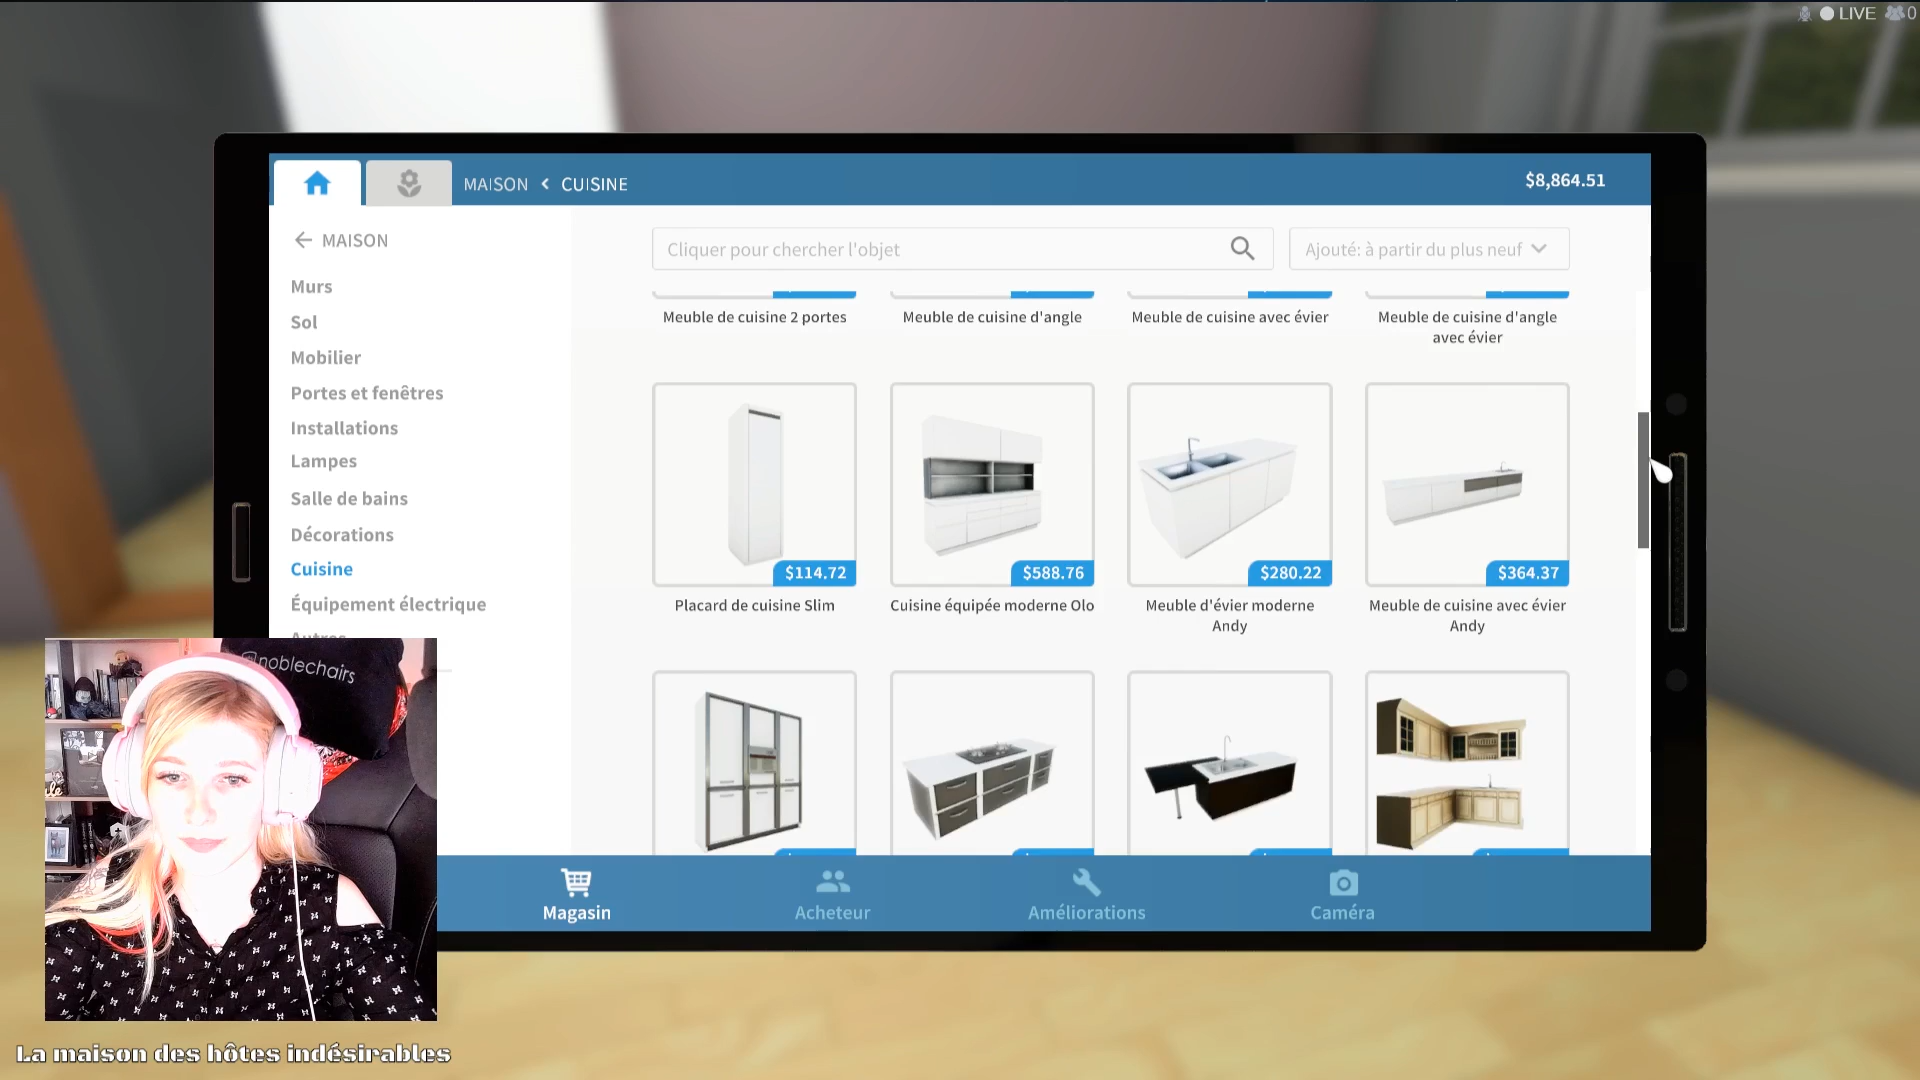 LIVE 0
MAISON < CUISINE
$8,864.51
← MAISON
Murs
Sol
Mobilier
Portes et fenêtres
Installations
Lampes
Salle de bains
Décorations
Cuisine
Équipement électrique
Autres
Cliquer pour chercher l'objet
Ajouté: à partir du plus neuf
Meuble de cuisine 2 portes
Meuble de cuisine d'angle
Meuble de cuisine avec évier
Meuble de cuisine d'angle
avec évier
$114.72
$588.76
$280.22
$364.37
Placard de cuisine Slim
Cuisine équipée moderne Olo
Meuble d'évier moderne
Andy
Meuble de cuisine avec évier
Andy
noblechairs
Magasin
Acheteur
Améliorations
Caméra
La maison des hôtes indésirables